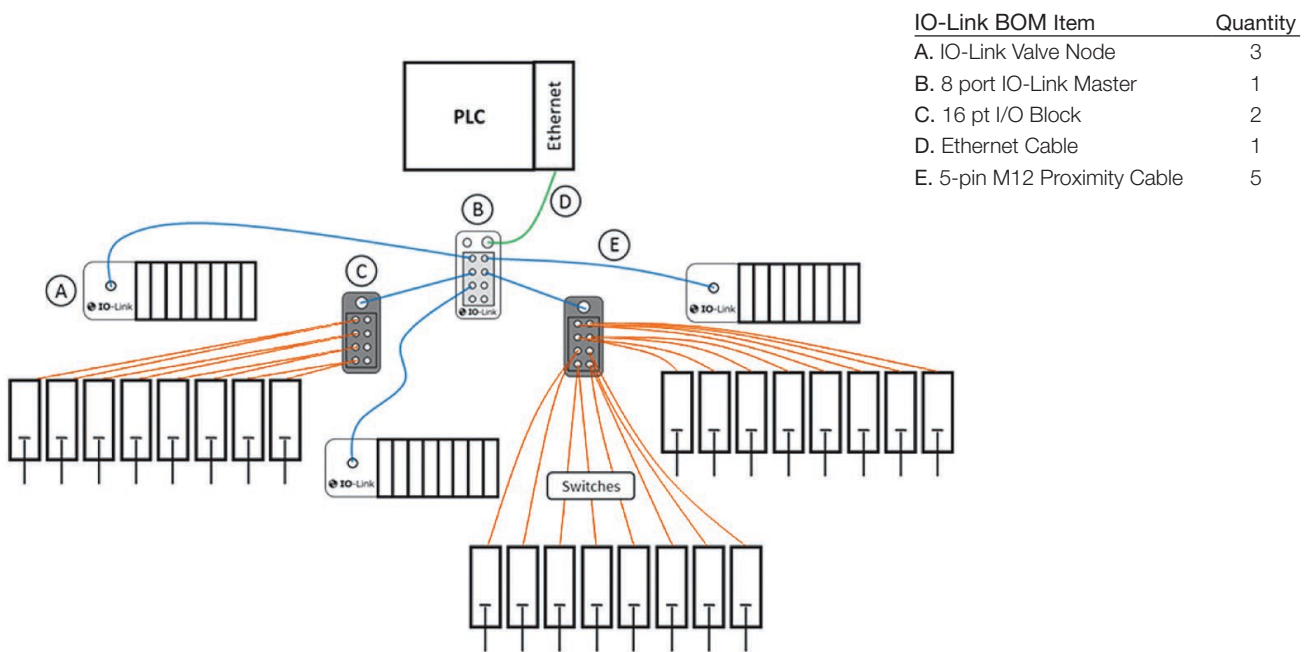 IO-Link BOM Item Quantity
A. IO-Link Valve Node 3
B. 8 port IO-Link Master 1
C. 16 pt I/O Block 2
D. Ethernet Cable 1
E. 5-pin M12 Proximity Cable 5
PLC
Ethernet
B
D
E
A
C
IO-Link
IO-Link
IO-Link
IO-Link
Switches